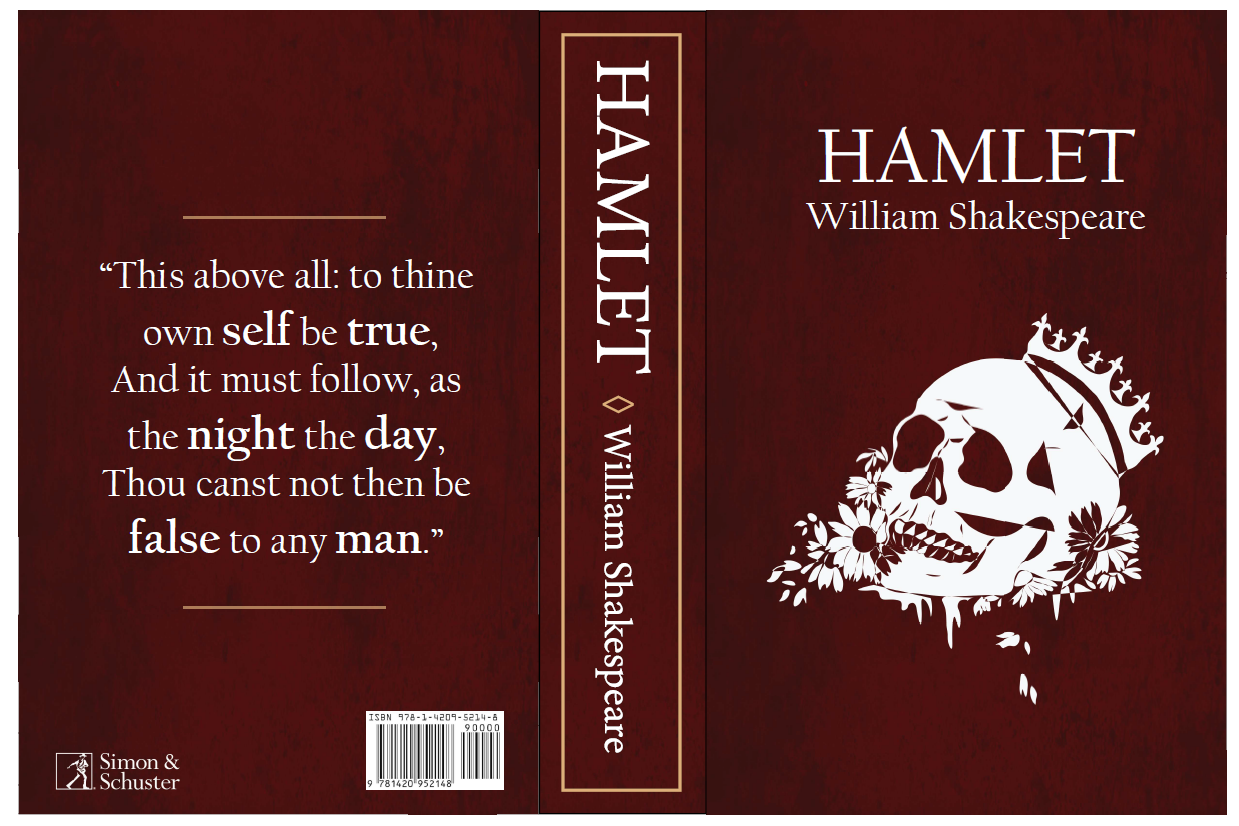 “This above all: to thine
own self be true,
And it must follow, as
the night the day,
Thou canst not then be
false to any man.”
Simon &
Schuster
ISBN 978-1-4209-5214-8
90000
9 781420 952148
HAMLET ◊ William Shakespeare
HAMLET
William Shakespeare